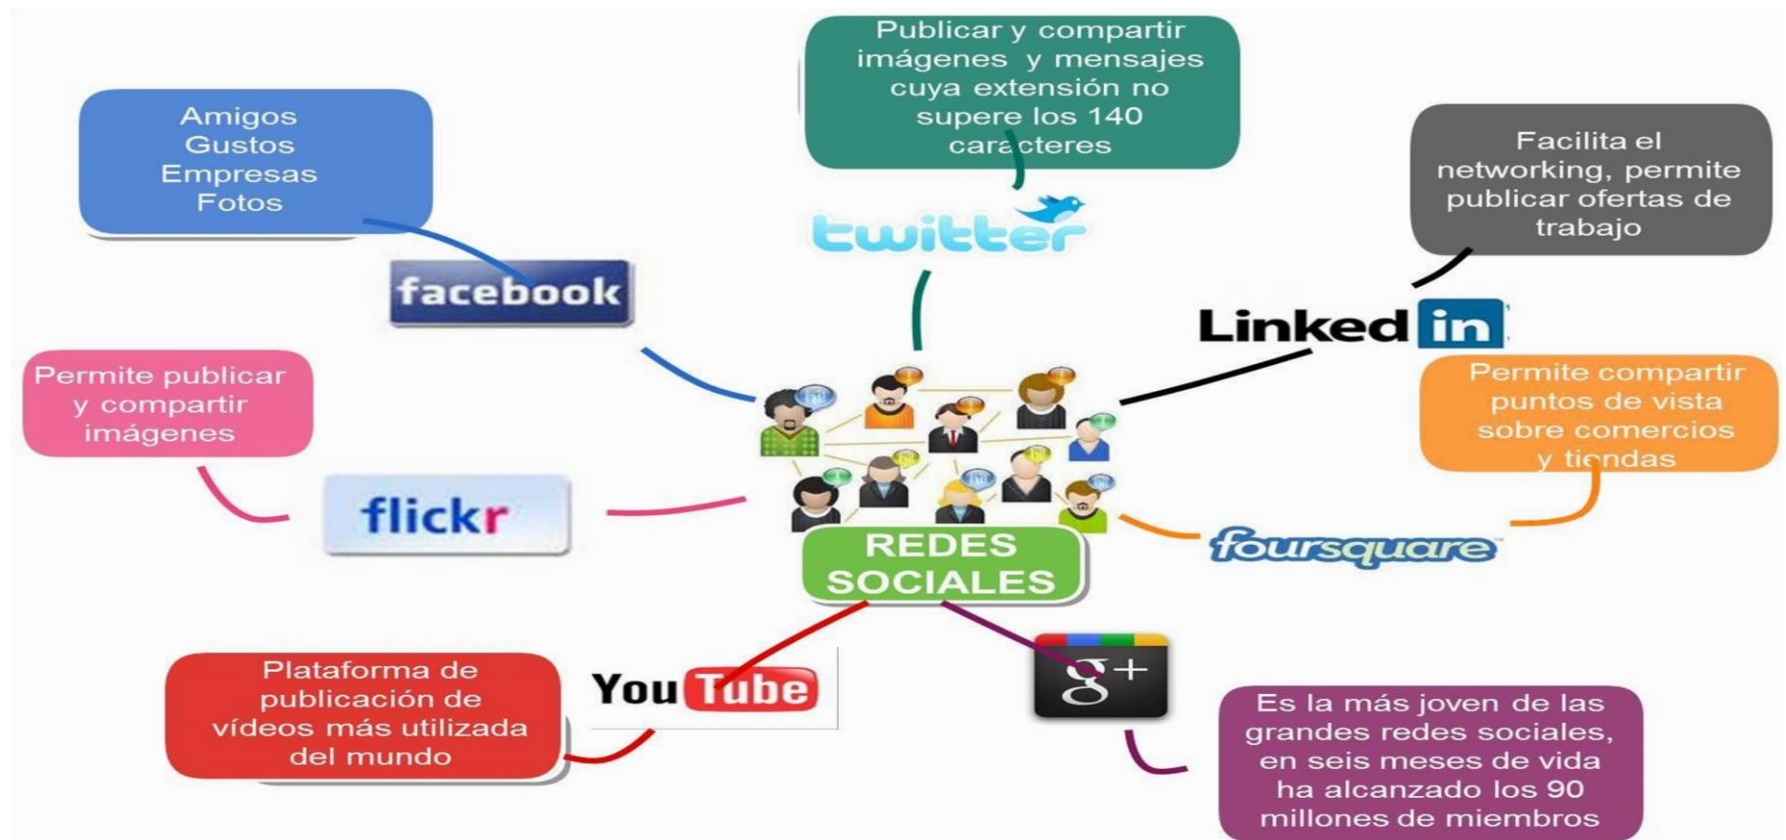 Publicar y compartir
imágenes y mensajes
cuya extensión no
supere los 140
caracteres
twitter
Amigos
Gustos
Empresas
Fotos
facebook
Facilita el
networking, permite
publicar ofertas de
trabajo
Linked in
Permite publicar
y compartir
imágenes
flickr
Permite compartir
puntos de vista
sobre comercios
y tiendas
foursquare
REDES
SOCIALES
Plataforma de
publicación de
vídeos más utilizada
del mundo
You Tube
g+
Es la más joven de las
grandes redes sociales,
en seis meses de vida
ha alcanzado los 90
millones de miembros